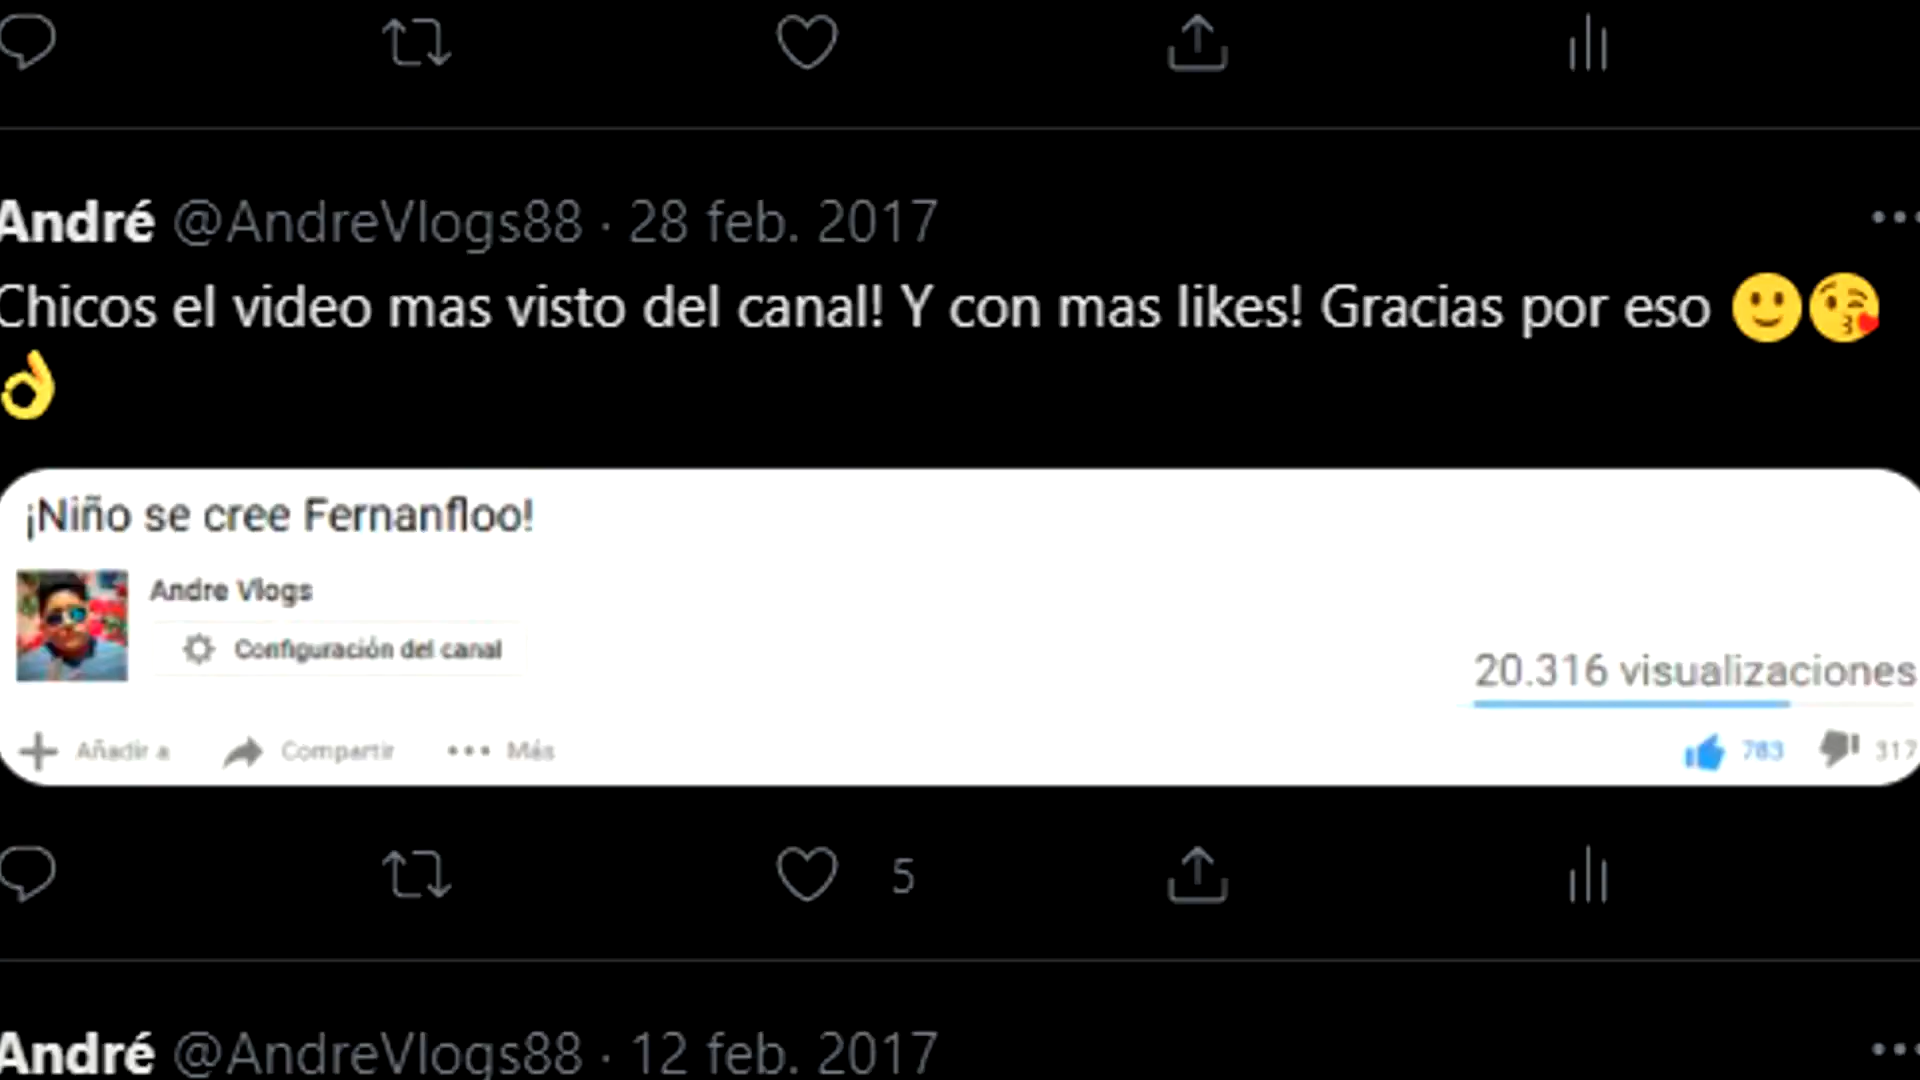 André @AndreVlogs88 · 28 feb. 2017
Chicos el video mas visto del canal! Y con mas likes! Gracias por eso 🙂😘
👌
¡Niño se cree Fernanfloo!
Andre Vlogs
Configuración del canal
20.316 visualizaciones
Añadir a Compartir ••• Más 783 317
5
André @AndreVlogs88 · 12 feb. 2017